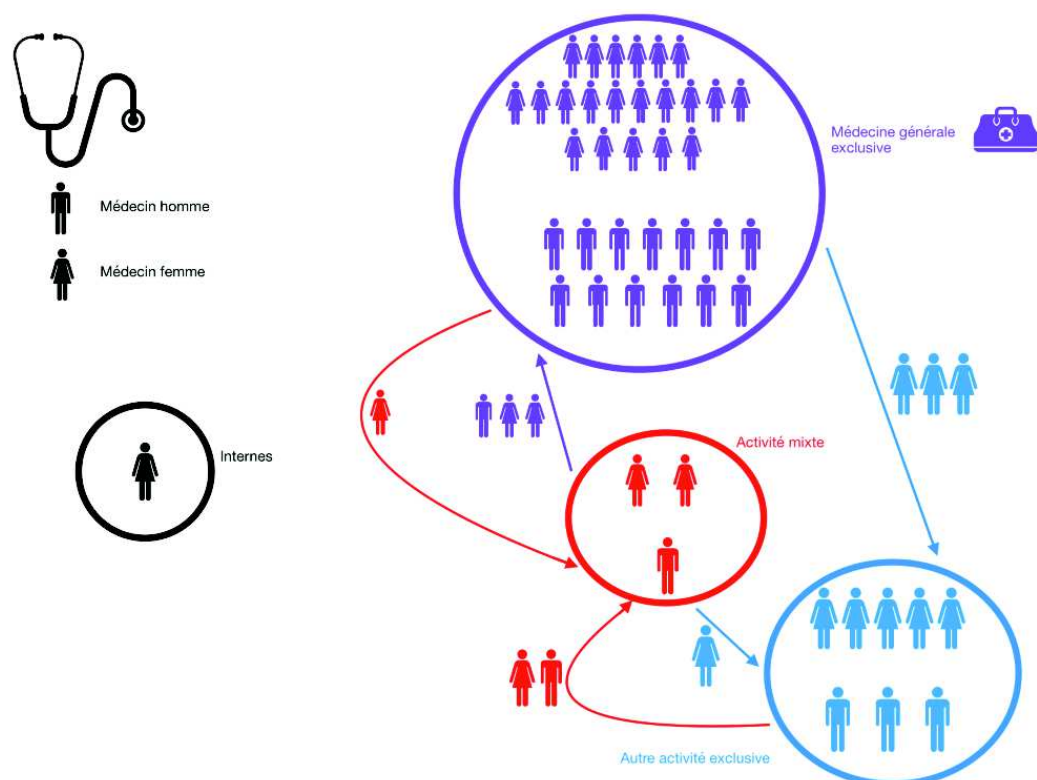 Médecine générale
exclusive
Médecin homme
Médecin femme
Activité mixte
Internes
Autre activité exclusive